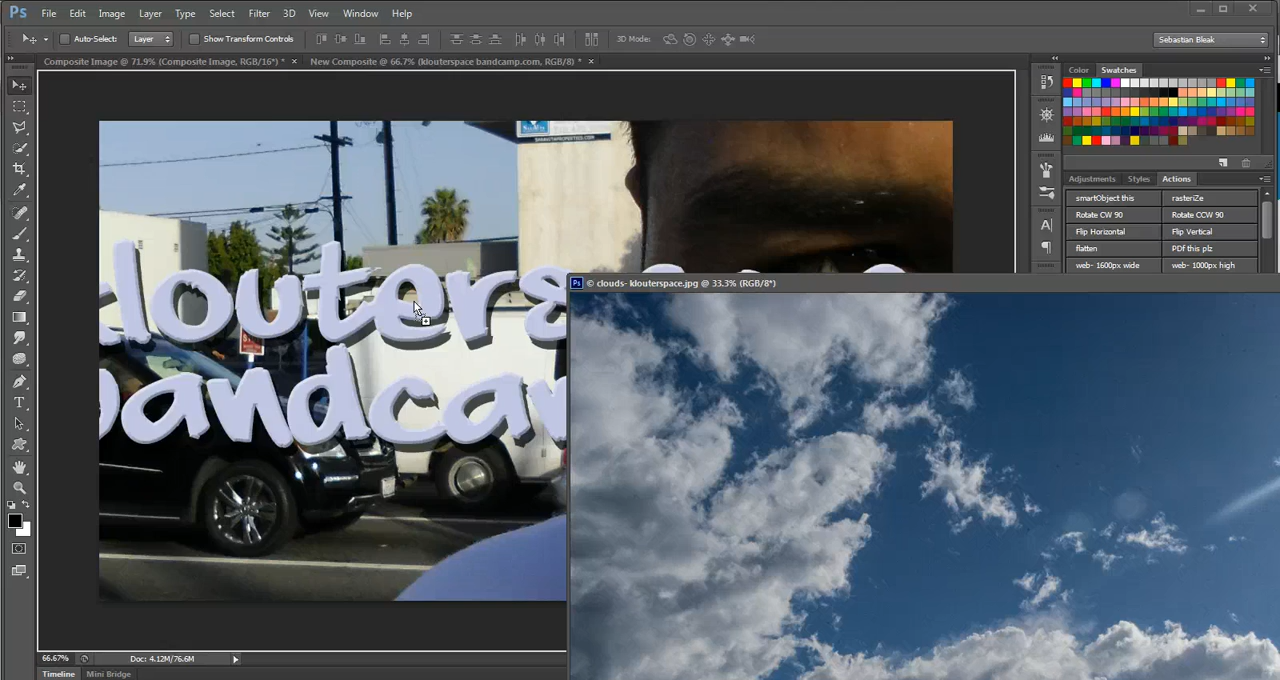 Ps File Edit Image Layer Type Select Filter 3D View Window Help
Auto-Select: Layer Show Transform Controls 3D Mode: Sebastian Bleak
Composite Image @ 71.9% (Composite Image, RGB/16*) * × New Composite @ 66.7% (klouterspace bandcamp.com, RGB/8) * ×
Color Swatches
Adjustments Styles Actions
smartObject this rasteriZe
Rotate CW 90 Rotate CCW 90
Flip Horizontal Flip Vertical
flatten PDf this plz
web- 1600px wide web- 1000px high
klouters
bandcam
Ps © clouds- klouterspace.jpg @ 33.3% (RGB/8*)
66.67% Doc: 4.12M/76.6M
Timeline Mini Bridge